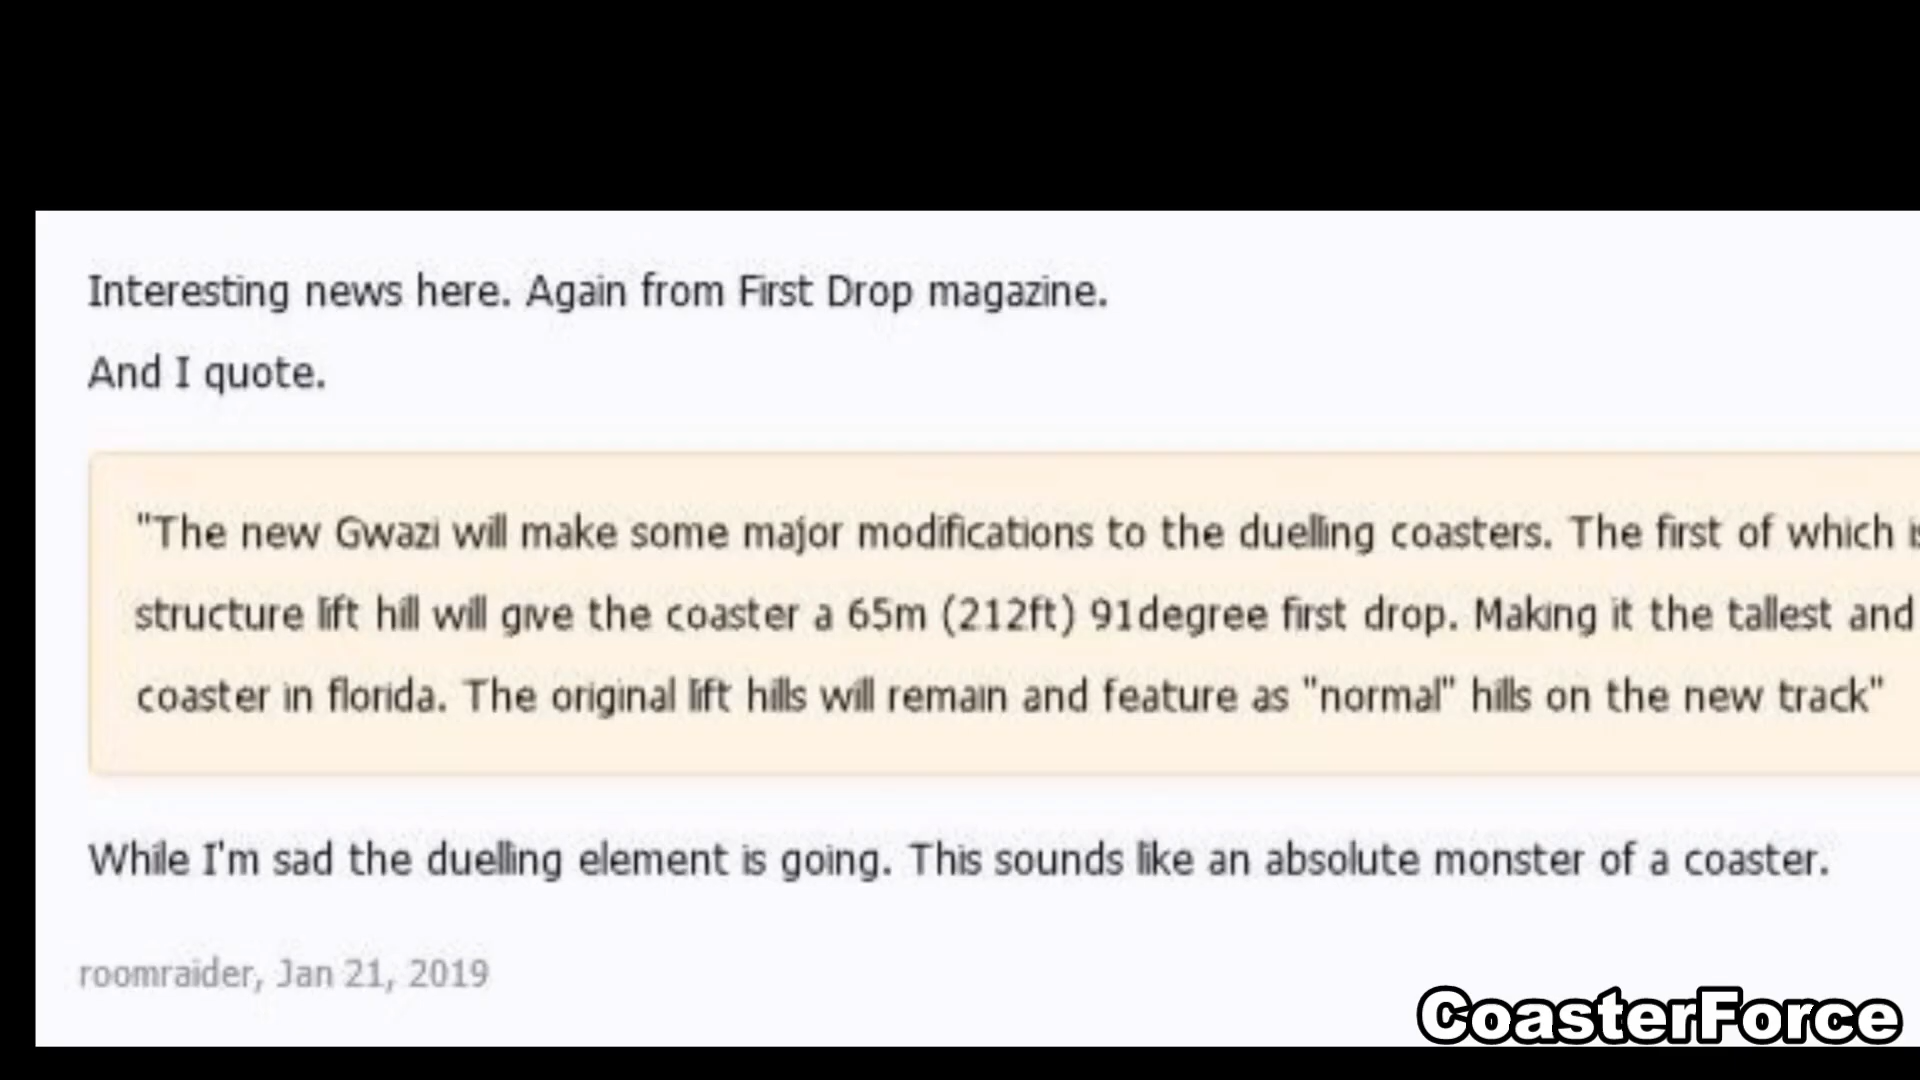 Interesting news here. Again from First Drop magazine.
And I quote.
"The new Gwazi will make some major modifications to the duelling coasters. The first of which is
structure lift hill will give the coaster a 65m (212ft) 91degree first drop. Making it the tallest and
coaster in florida. The original lift hills will remain and feature as "normal" hills on the new track"
While I'm sad the duelling element is going. This sounds like an absolute monster of a coaster.
roomraider, Jan 21, 2019
CoasterForce